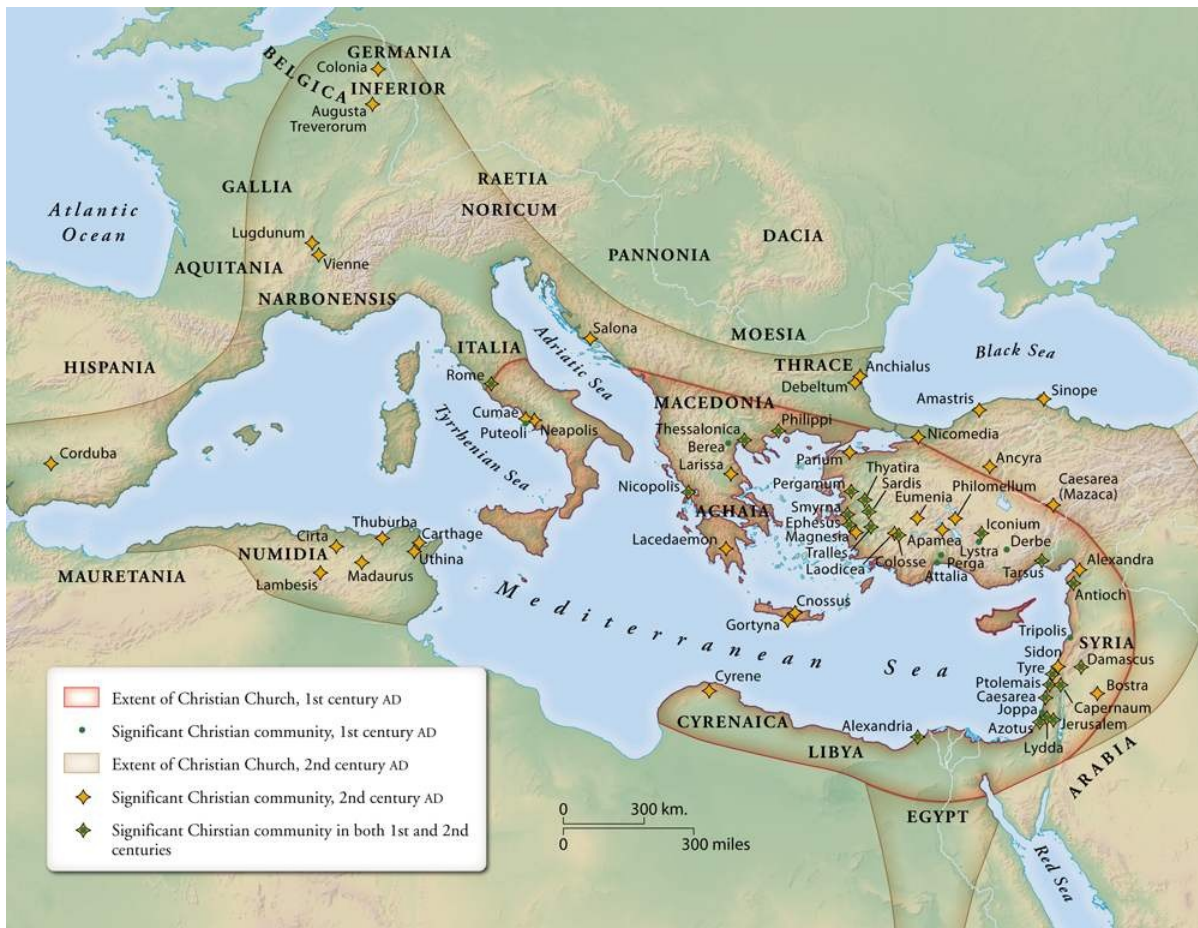 BELGICA
GERMANIA
Colonia
INFERIOR
Augusta
Treverorum
GALLIA
RAETIA
NORICUM
Atlantic
Ocean
Lugdunum
Vienne
AQUITANIA
NARBONENSIS
PANNONIA
DACIA
MOESIA
Black Sea
Adriatic Sea
Salona
ITALIA
THRACE
Anchialus
Debeltum
HISPANIA
Rome
Sinope
Amastris
Cumae
Puteoli
Neapolis
Tyrrhenian Sea
MACEDONIA
Thessalonica
Philippi
Berea
Nicomedia
Corduba
Larissa
Parium
Ancyra
Thyatira
Sardis
Pergamum
Philomellum
Eumenia
Caesarea
(Mazaca)
Nicopolis
ACHAIA
Smyrna
Ephesus
Magnesia
Tralles
Laodicea
Colosse
Apamea
Iconium
Derbe
Lystra
Perga
Attalia
Tarsus
Alexandra
Antioch
Lacedaemon
Thuburba
Cirta
Carthage
NUMIDIA
Uthina
MAURETANIA
Lambesis
Madaurus
Cnossus
Gortyna
Mediterranean Sea
Tripolis
SYRIA
Sidon
Tyre
Damascus
Ptolemais
Bostra
Caesarea
Capernaum
Joppa
Jerusalem
Azotus
Lydda
Cyrene
CYRENAICA
Alexandria
LIBYA
ARABIA
EGYPT
Red Sea
Extent of Christian Church, 1st century AD
Significant Christian community, 1st century AD
Extent of Christian Church, 2nd century AD
Significant Christian community, 2nd century AD
Significant Chirstian community in both 1st and 2nd
centuries
0 300 km.
0 300 miles